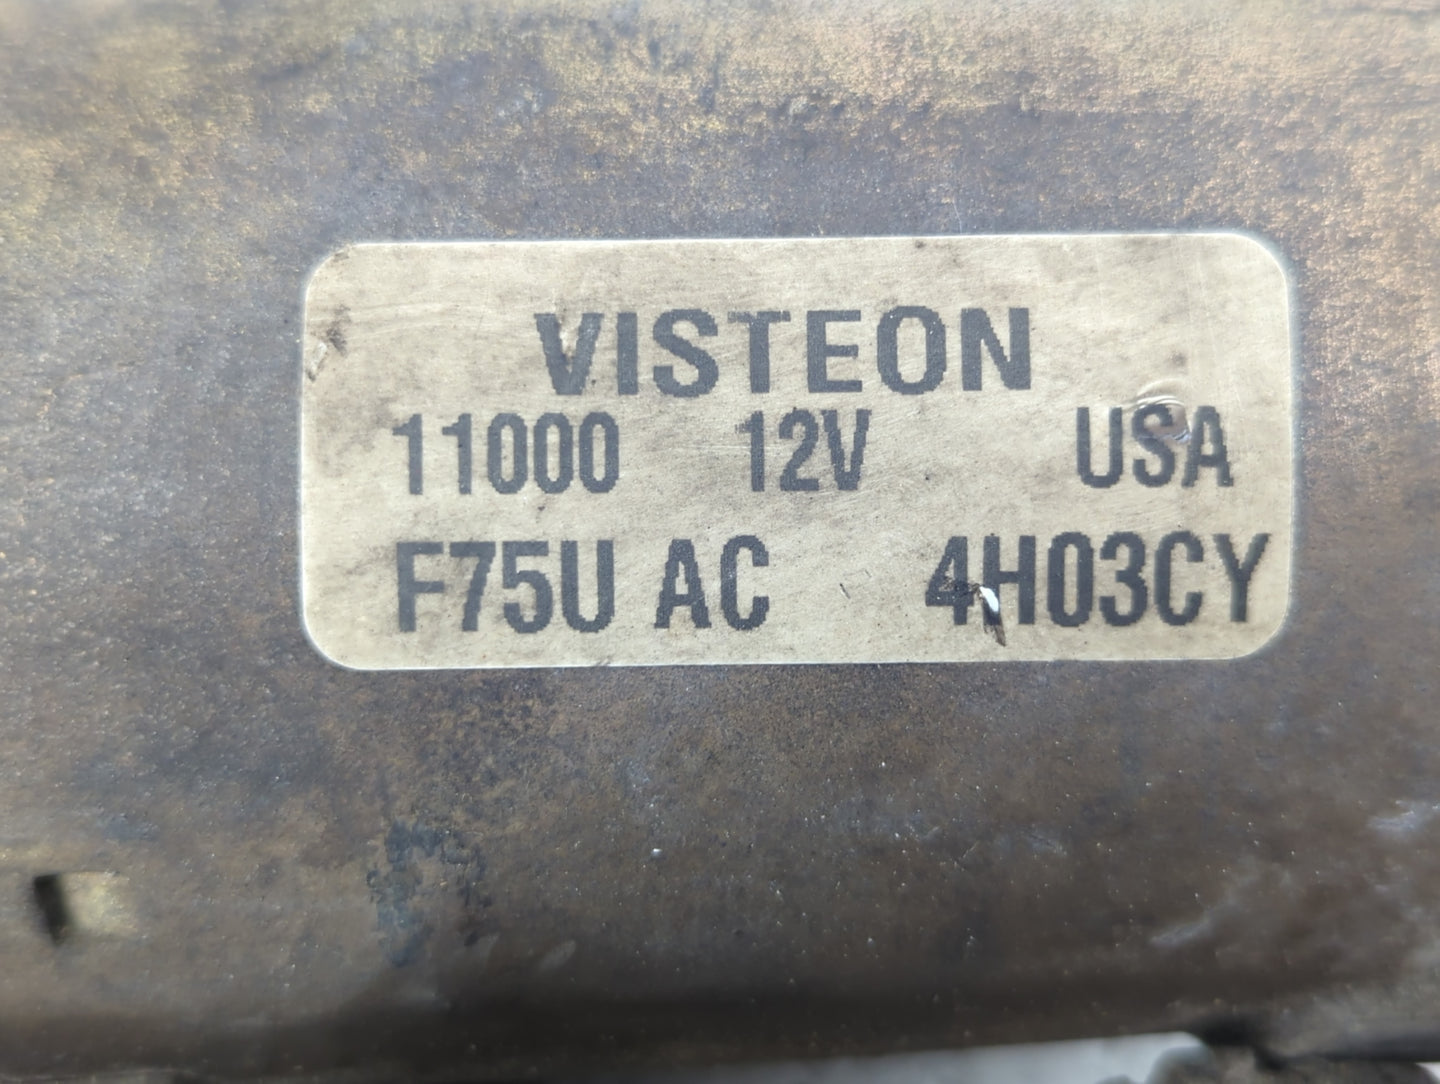 VISTEON
11000 12V USA
F75U AC 4H03CY